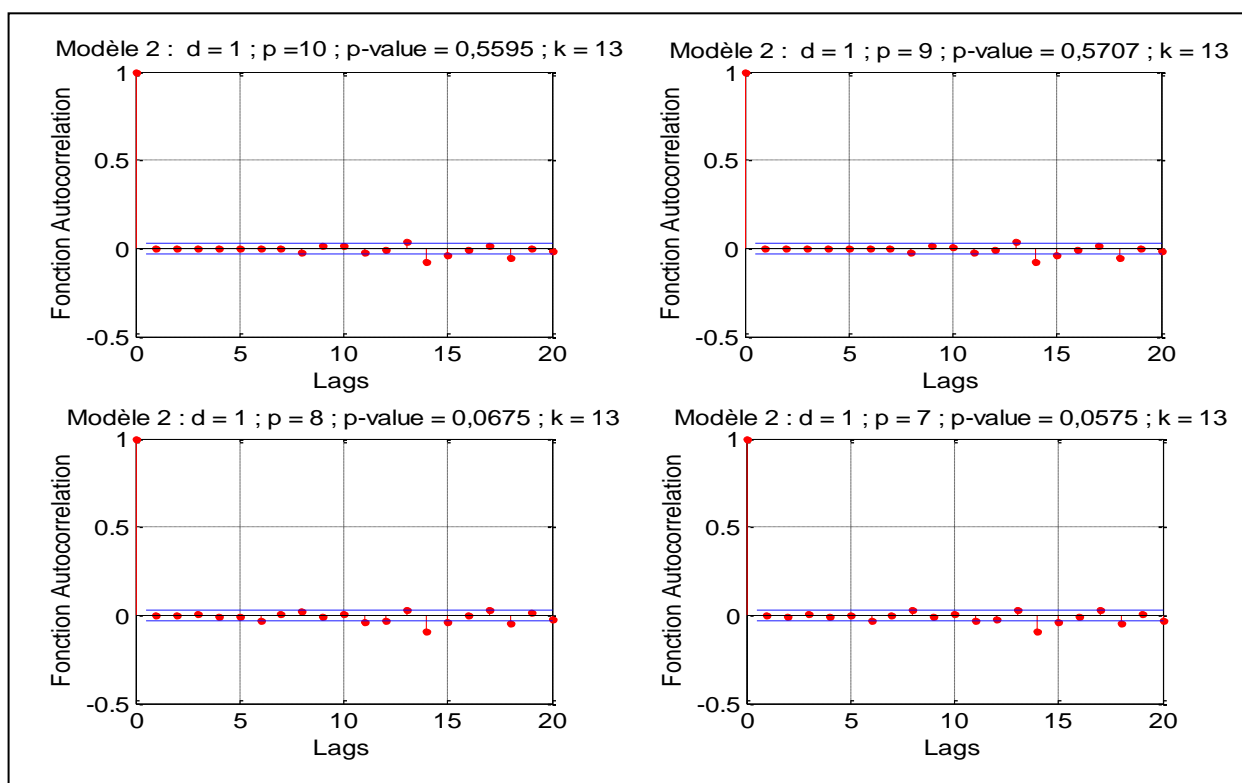 Modèle 2 : d = 1 ; p =10 ; p-value = 0,5595 ; k = 13
Fonction Autocorrelation
1
0.5
0
-0.5
0 5 10 15 20
Lags
Modèle 2 : d = 1 ; p = 9 ; p-value = 0,5707 ; k = 13
Fonction Autocorrelation
1
0.5
0
-0.5
0 5 10 15 20
Lags
Modèle 2 : d = 1 ; p = 8 ; p-value = 0,0675 ; k = 13
Fonction Autocorrelation
1
0.5
0
-0.5
0 5 10 15 20
Lags
Modèle 2 : d = 1 ; p = 7 ; p-value = 0,0575 ; k = 13
Fonction Autocorrelation
1
0.5
0
-0.5
0 5 10 15 20
Lags